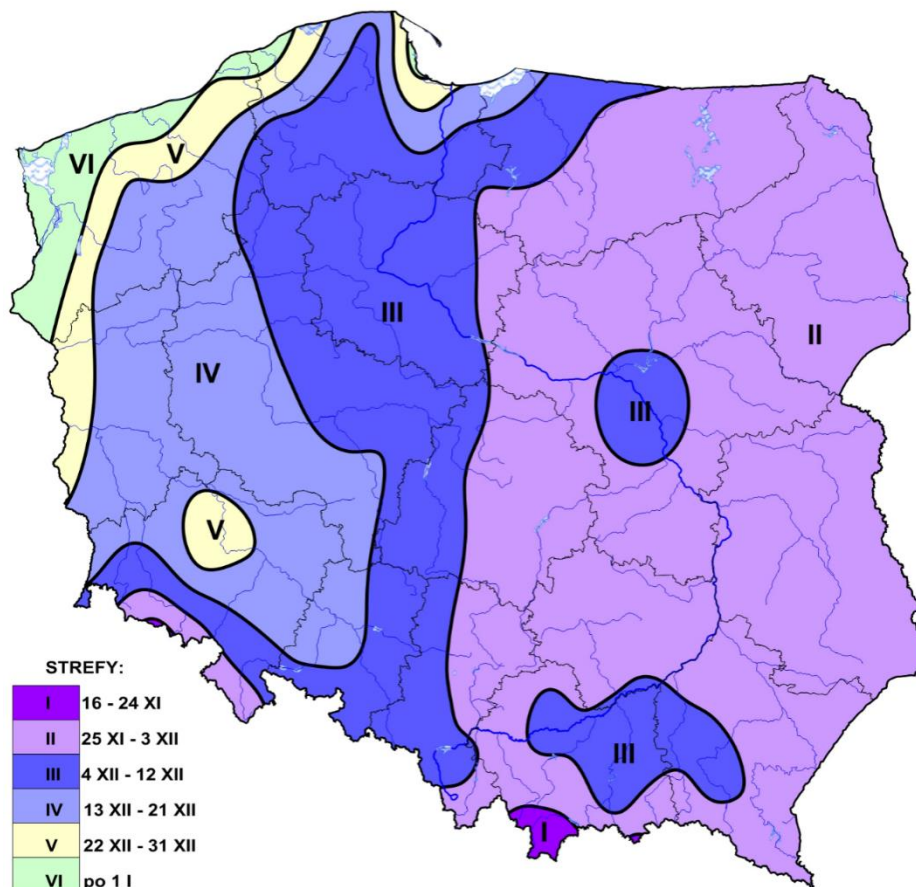 VI
V
III
II
IV
III
V
III
I
STREFY:
I 16 - 24 XI
II 25 XI - 3 XII
III 4 XII - 12 XII
IV 13 XII - 21 XII
V 22 XII - 31 XII
VI po 1 I